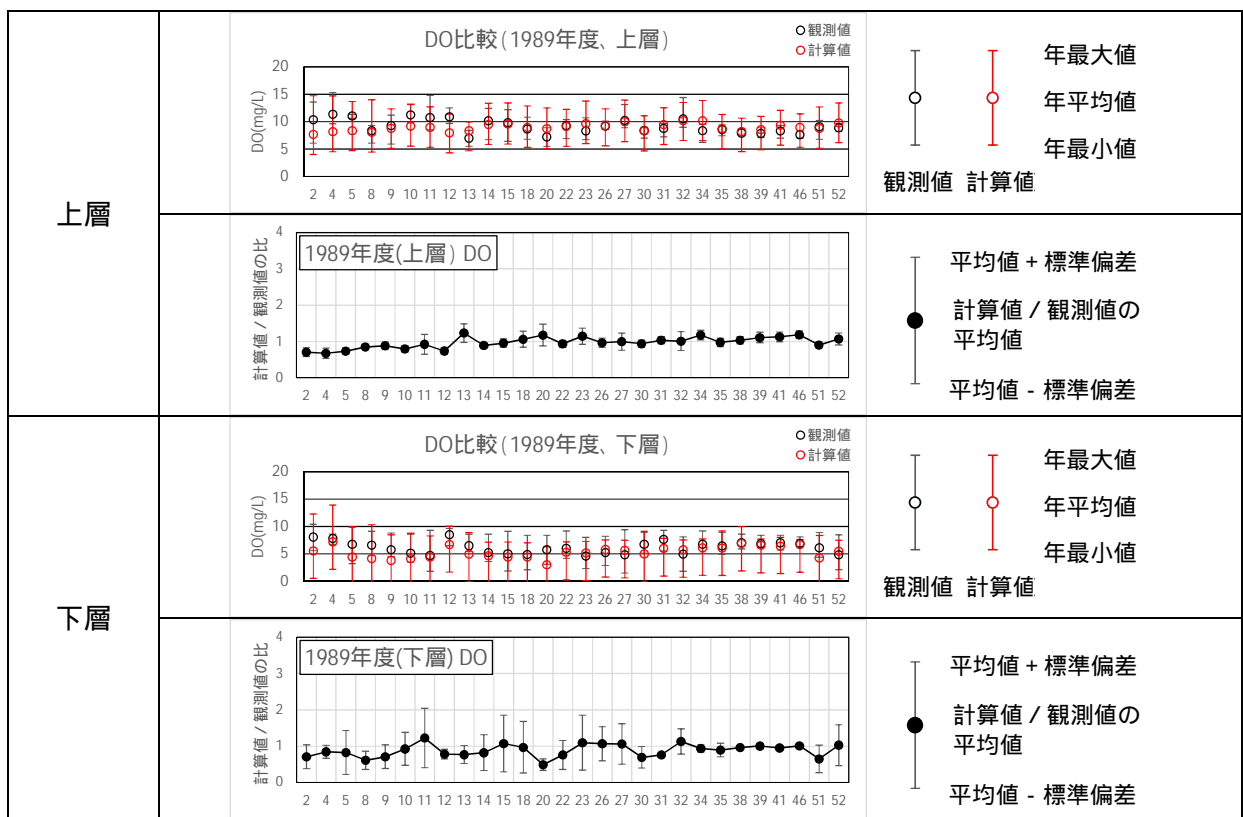 上層
DO比較(1989年度、上層)
観測値
計算値
DO(mg/L)
20
15
10
5
0
2 4 5 8 9 10 11 12 13 14 15 18 20 22 23 26 27 30 31 32 34 35 38 39 41 46 51 52
年最大値
年平均値
年最小値
観測値 計算値
1989年度(上層) DO
計算値 / 観測値の比
4
3
2
1
0
2 4 5 8 9 10 11 12 13 14 15 18 20 22 23 26 27 30 31 32 34 35 38 39 41 46 51 52
平均値 + 標準偏差
計算値 / 観測値の
平均値
平均値 - 標準偏差
下層
DO比較(1989年度、下層)
観測値
計算値
DO(mg/L)
20
15
10
5
0
2 4 5 8 9 10 11 12 13 14 15 18 20 22 23 26 27 30 31 32 34 35 38 39 41 46 51 52
年最大値
年平均値
年最小値
観測値 計算値
1989年度(下層) DO
計算値 / 観測値の比
4
3
2
1
0
2 4 5 8 9 10 11 12 13 14 15 18 20 22 23 26 27 30 31 32 34 35 38 39 41 46 51 52
平均値 + 標準偏差
計算値 / 観測値の
平均値
平均値 - 標準偏差